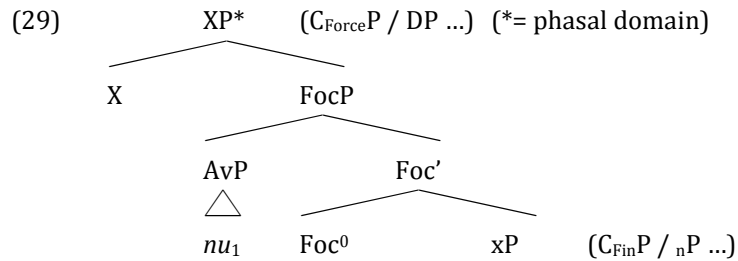 (29) XP* (CForceP / DP …) (*= phasal domain)
X FocP
AvP Foc’
nu1 Foc0 xP (CFinP / nP …)